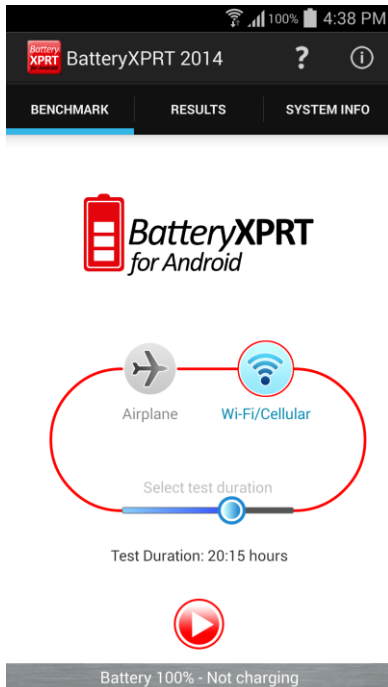 100% 4:38 PM
Battery
XPRT
BatteryXPRT 2014 ?
BENCHMARK RESULTS SYSTEM INFO
BatteryXPRT
for Android
Airplane Wi-Fi/Cellular
Select test duration
Test Duration: 20:15 hours
Battery 100% - Not charging